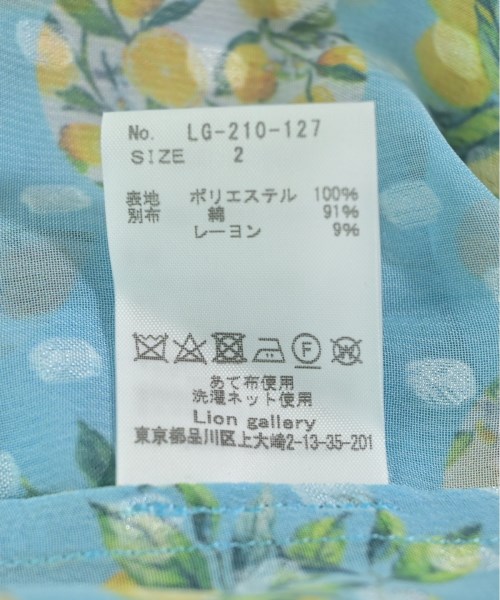 No. LG-210-127
SIZE 2
表地 ポリエステル 100%
別布 綿 91%
レーヨン 9%
F W
あて布使用
洗濯ネット使用
Lion gallery
東京都品川区上大崎2-13-35-201